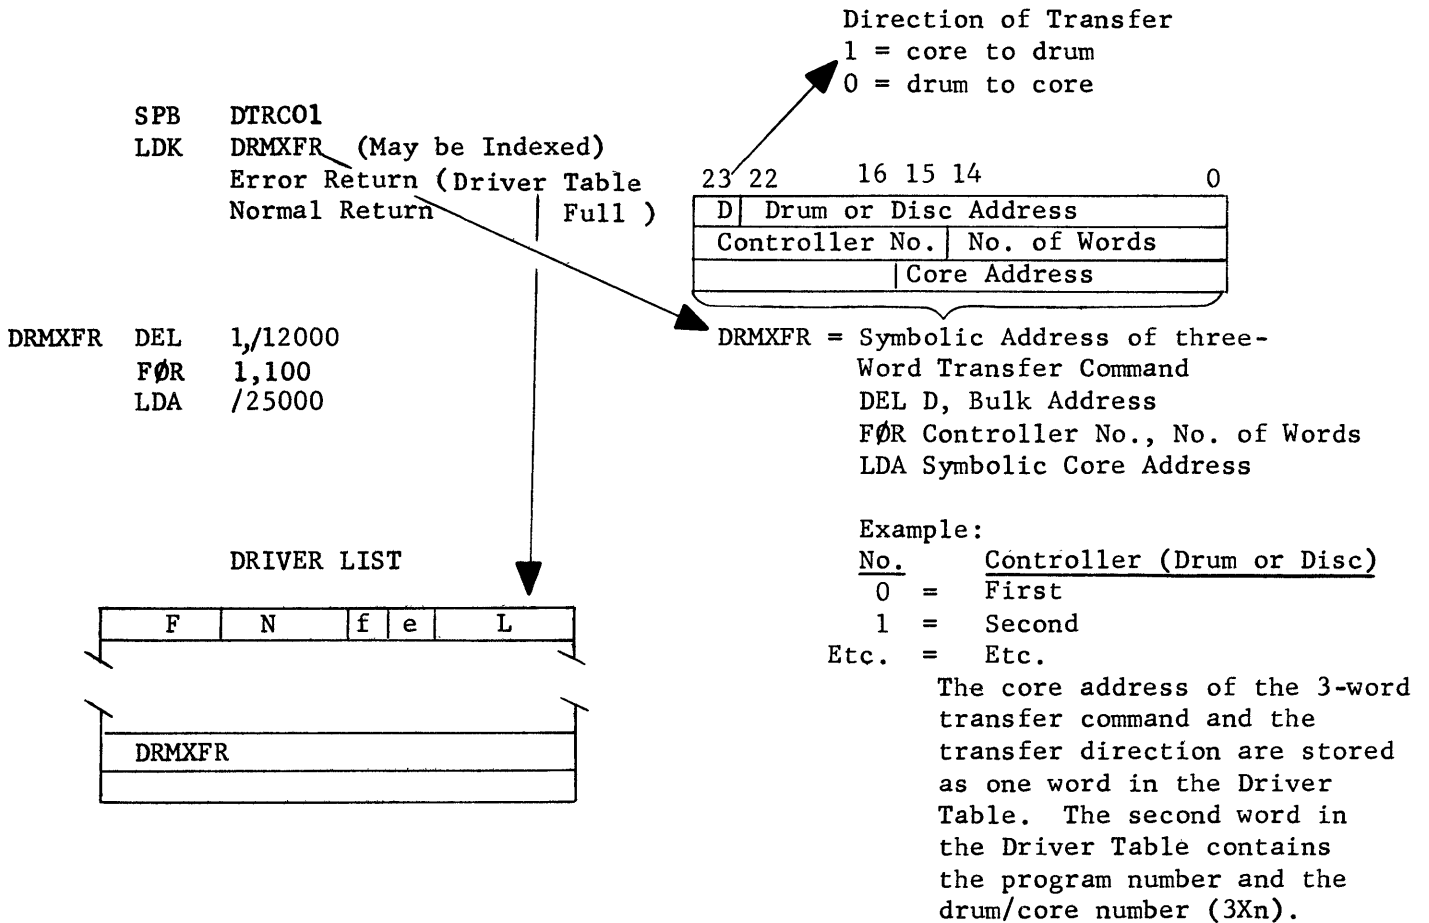 Direction of Transfer
1 = core to drum
0 = drum to core
SPB DTRC01
LDK DRMXFR (May be Indexed)
Error Return (Driver Table
Normal Return Full )
23 22 16 15 14 0
D Drum or Disc Address
Controller No. No. of Words
Core Address
DRMXFR DEL 1,/12000
FØR 1,100
LDA /25000
DRMXFR = Symbolic Address of three-
Word Transfer Command
DEL D, Bulk Address
FØR Controller No., No. of Words
LDA Symbolic Core Address
Example:
No. Controller (Drum or Disc)
0 = First
1 = Second
Etc. = Etc.
The core address of the 3-word
transfer command and the
transfer direction are stored
as one word in the Driver
Table. The second word in
the Driver Table contains
the program number and the
drum/core number (3Xn).
DRIVER LIST
F N f e L
DRMXFR